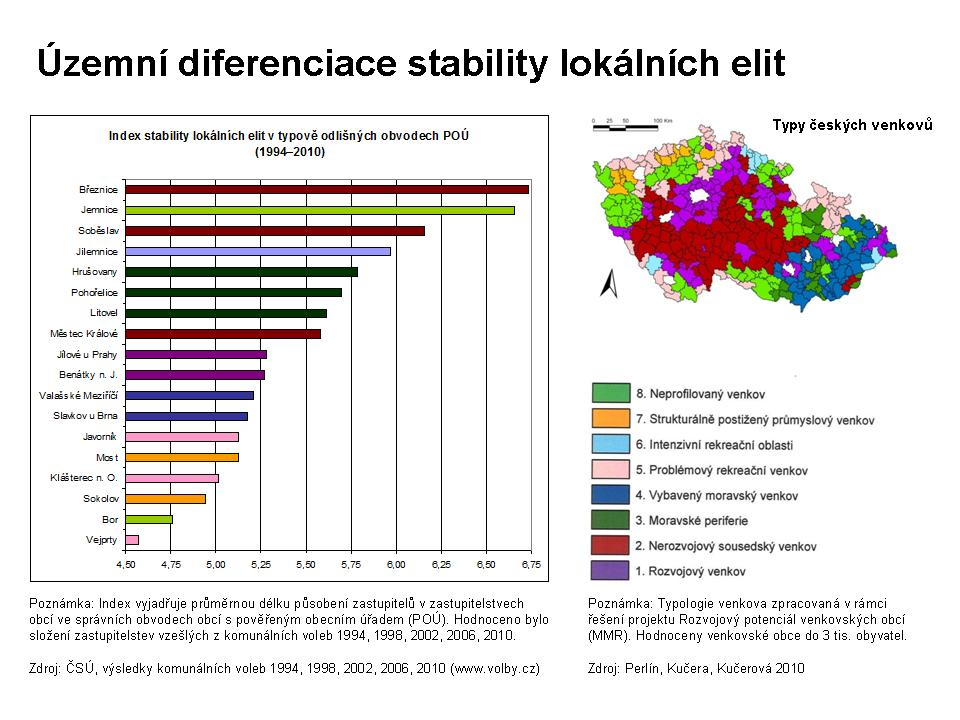 Územní diferenciace stability lokálních elit
Index stability lokálních elit v typově odlišných obvodech POÚ
(1994–2010)
Březnice
Jemnice
Soběslav
Jilemnice
Hrušovany
Pohořelice
Litovel
Městec Králové
Jílové u Prahy
Benátky n. J.
Valašské Meziříčí
Slavkov u Brna
Javorník
Most
Klášterec n. O.
Sokolov
Bor
Vejprty
4,50 4,75 5,00 5,25 5,50 5,75 6,00 6,25 6,50 6,75
Poznámka: Index vyjadřuje průměrnou délku působení zastupitelů v zastupitelstvech
obcí ve správních obvodech obcí s pověřeným obecním úřadem (POÚ). Hodnoceno bylo
složení zastupitelstev vzešlých z komunálních voleb 1994, 1998, 2002, 2006, 2010.
Zdroj: ČSÚ, výsledky komunálních voleb 1994, 1998, 2002, 2006, 2010 (www.volby.cz)
0 25 50 100 Km
Typy českých venkovů
8. Neprofilovaný venkov
7. Strukturálně postižený průmyslový venkov
6. Intenzivní rekreační oblasti
5. Problémový rekreační venkov
4. Vybavený moravský venkov
3. Moravské periferie
2. Nerozvojový sousedský venkov
1. Rozvojový venkov
Poznámka: Typologie venkova zpracovaná v rámci
řešení projektu Rozvojový potenciál venkovských obcí
(MMR). Hodnoceny venkovské obce do 3 tis. obyvatel.
Zdroj: Perlín, Kučera, Kučerová 2010